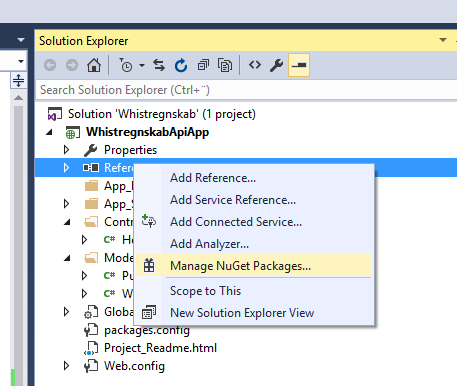 Solution Explorer
Search Solution Explorer (Ctrl+¨)
Solution 'Whistregnskab' (1 project)
WhistregnskabApiApp
Properties
Refere
Add Reference...
App_
Add Service Reference...
App_S
Add Connected Service...
Contr
Add Analyzer...
C# Ho
Manage NuGet Packages...
Mode
C# Pu
Scope to This
C# W
New Solution Explorer View
Globa
packages.config
Project_Readme.html
Web.config